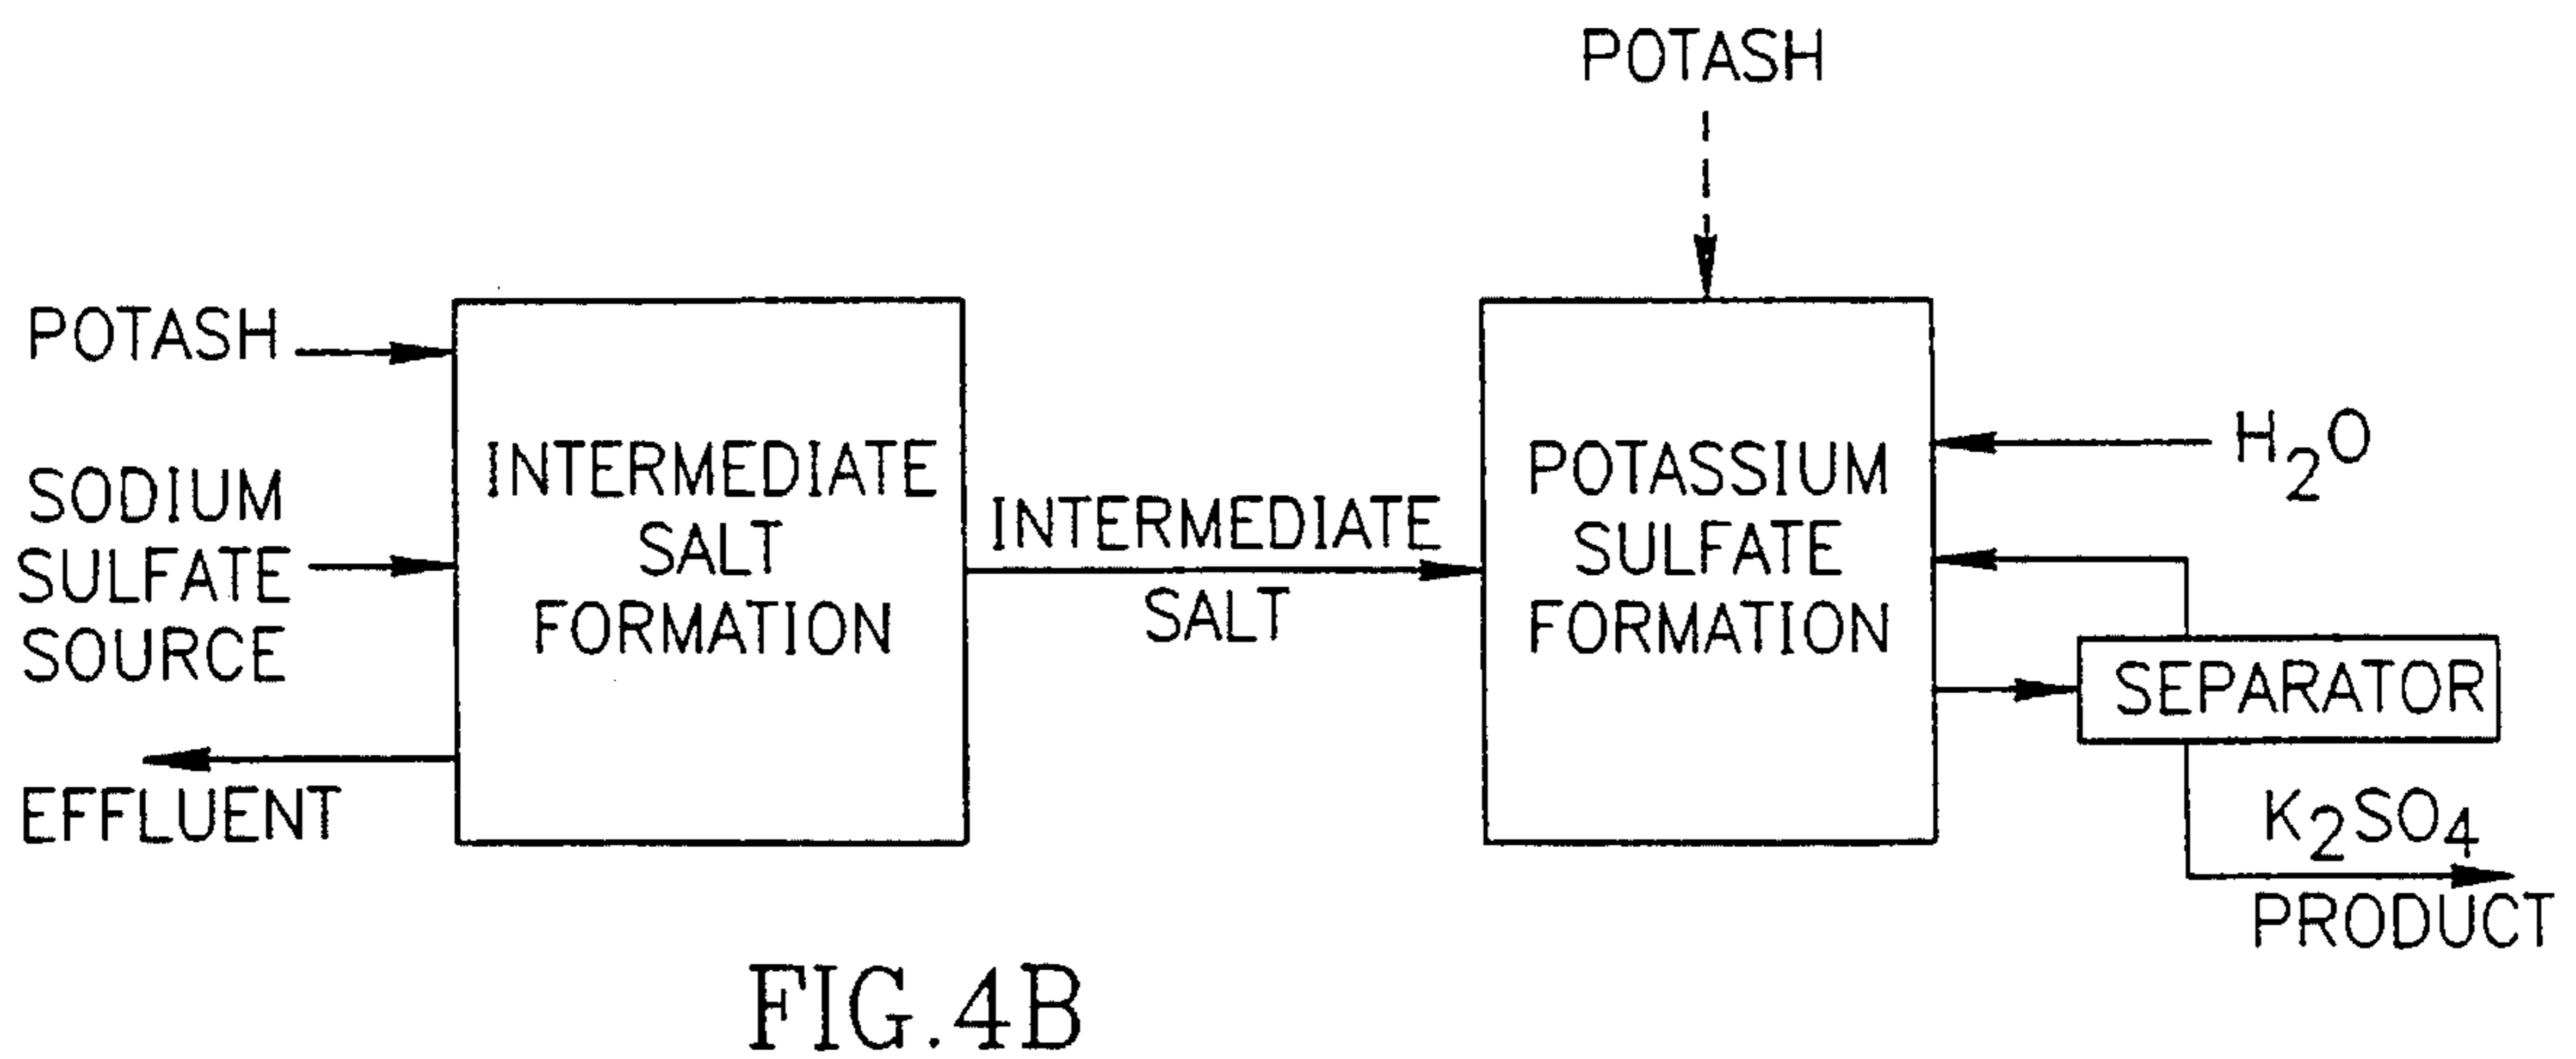 POTASH
POTASH
SODIUM
SULFATE
SOURCE
EFFLUENT
INTERMEDIATE
SALT
FORMATION
INTERMEDIATE
SALT
POTASSIUM
SULFATE
FORMATION
H₂O
SEPARATOR
K₂SO₄
PRODUCT
FIG.4B